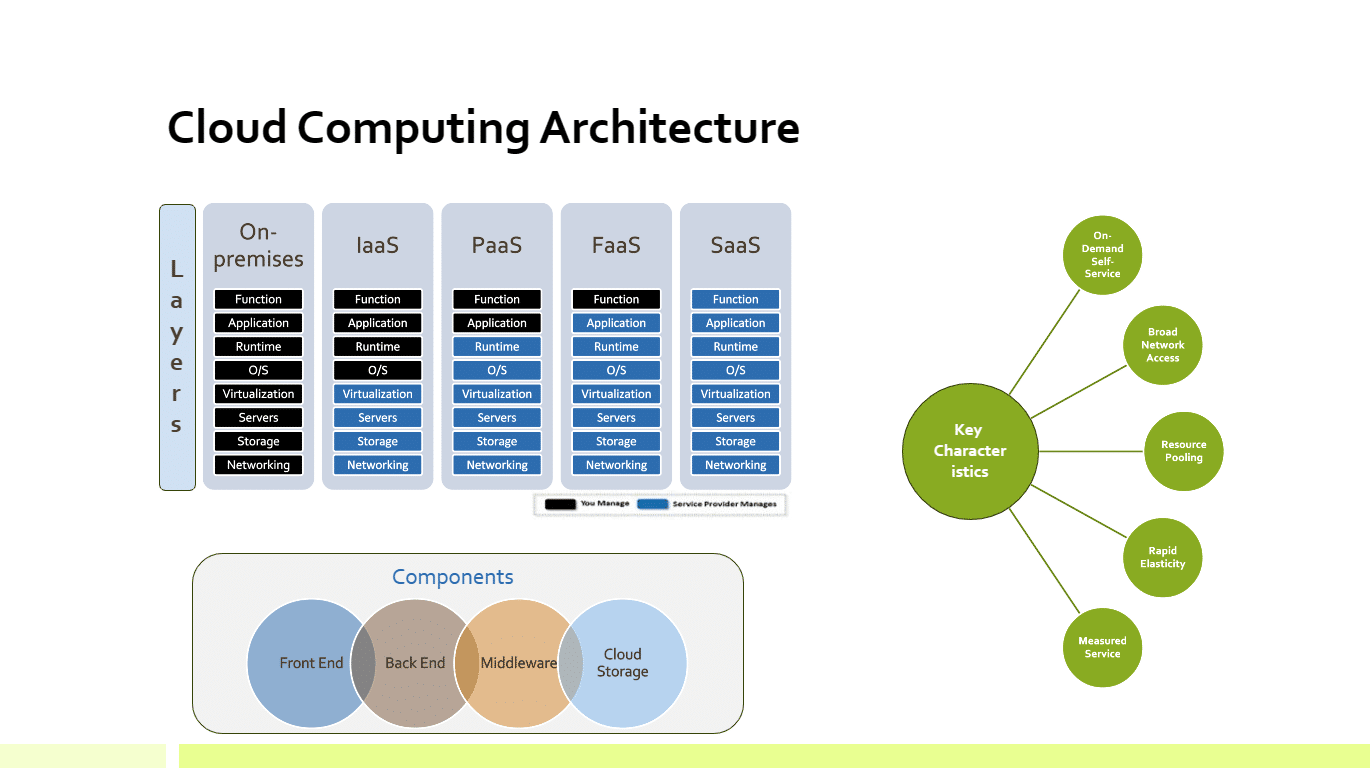 Cloud Computing Architecture
L
a
y
e
r
s
On-
premises
Function
Application
Runtime
O/S
Virtualization
Servers
Storage
Networking
IaaS
Function
Application
Runtime
O/S
Virtualization
Servers
Storage
Networking
PaaS
Function
Application
Runtime
O/S
Virtualization
Servers
Storage
Networking
FaaS
Function
Application
Runtime
O/S
Virtualization
Servers
Storage
Networking
SaaS
Function
Application
Runtime
O/S
Virtualization
Servers
Storage
Networking
You Manage
Service Provider Manages
Components
Front End
Back End
Middleware
Cloud
Storage
Key
Character
istics
On-
Demand
Self-
Service
Broad
Network
Access
Resource
Pooling
Rapid
Elasticity
Measured
Service